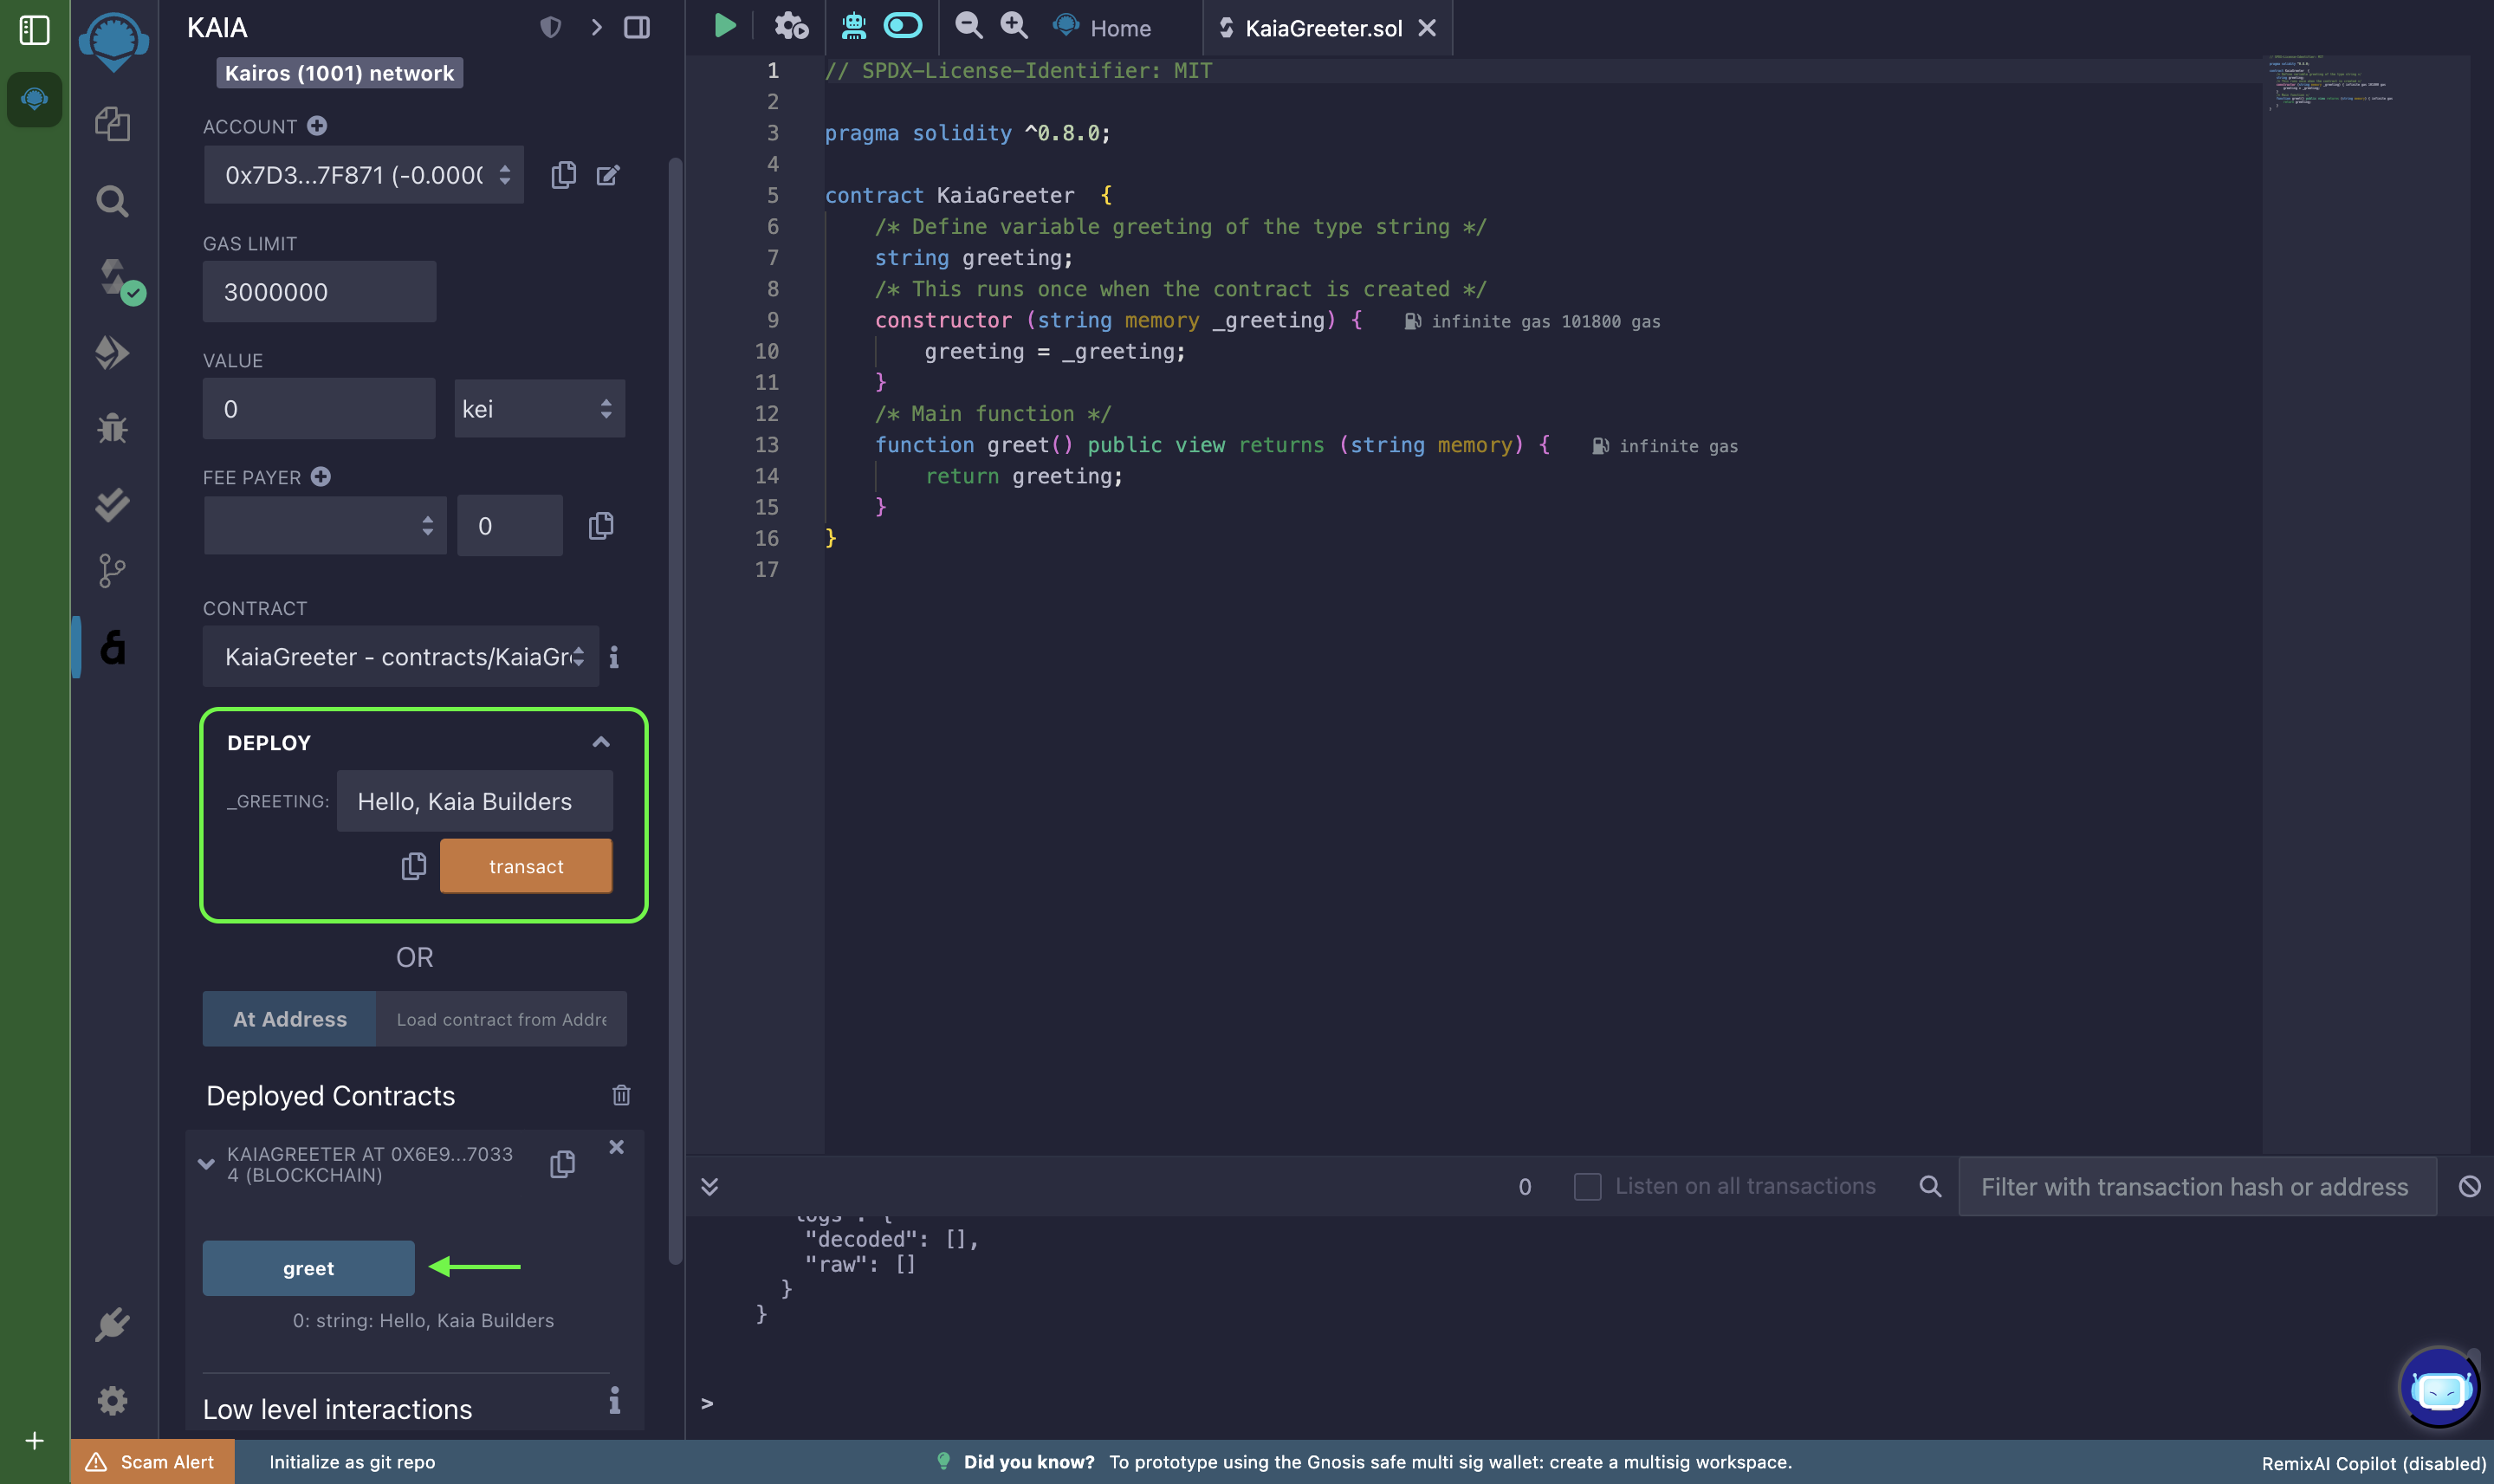 KAIA
Kairos (1001) network
ACCOUNT
0x7D3...7F871 (-0.000
GAS LIMIT
3000000
VALUE
0
kei
FEE PAYER
0
CONTRACT
KaiaGreeter - contracts/KaiaGr
DEPLOY
_GREETING:
Hello, Kaia Builders
transact
OR
At Address
Load contract from Addre
Deployed Contracts
KAIAGREETER AT 0X6E9...7033
4 (BLOCKCHAIN)
greet
0: string: Hello, Kaia Builders
Low level interactions
Home
KaiaGreeter.sol
1 // SPDX-License-Identifier: MIT
2
3 pragma solidity ^0.8.0;
4
5 contract KaiaGreeter  {
6 /* Define variable greeting of the type string */
7 string greeting;
8 /* This runs once when the contract is created */
9 constructor (string memory _greeting) { infinite gas 101800 gas
10 greeting = _greeting;
11 }
12 /* Main function */
13 function greet() public view returns (string memory) { infinite gas
14 return greeting;
15 }
16 }
17
0
Listen on all transactions
Filter with transaction hash or address
"logs": {
"decoded": [],
"raw": []
}
}
>
Scam Alert
Initialize as git repo
Did you know? To prototype using the Gnosis safe multi sig wallet: create a multisig workspace.
RemixAI Copilot (disabled)